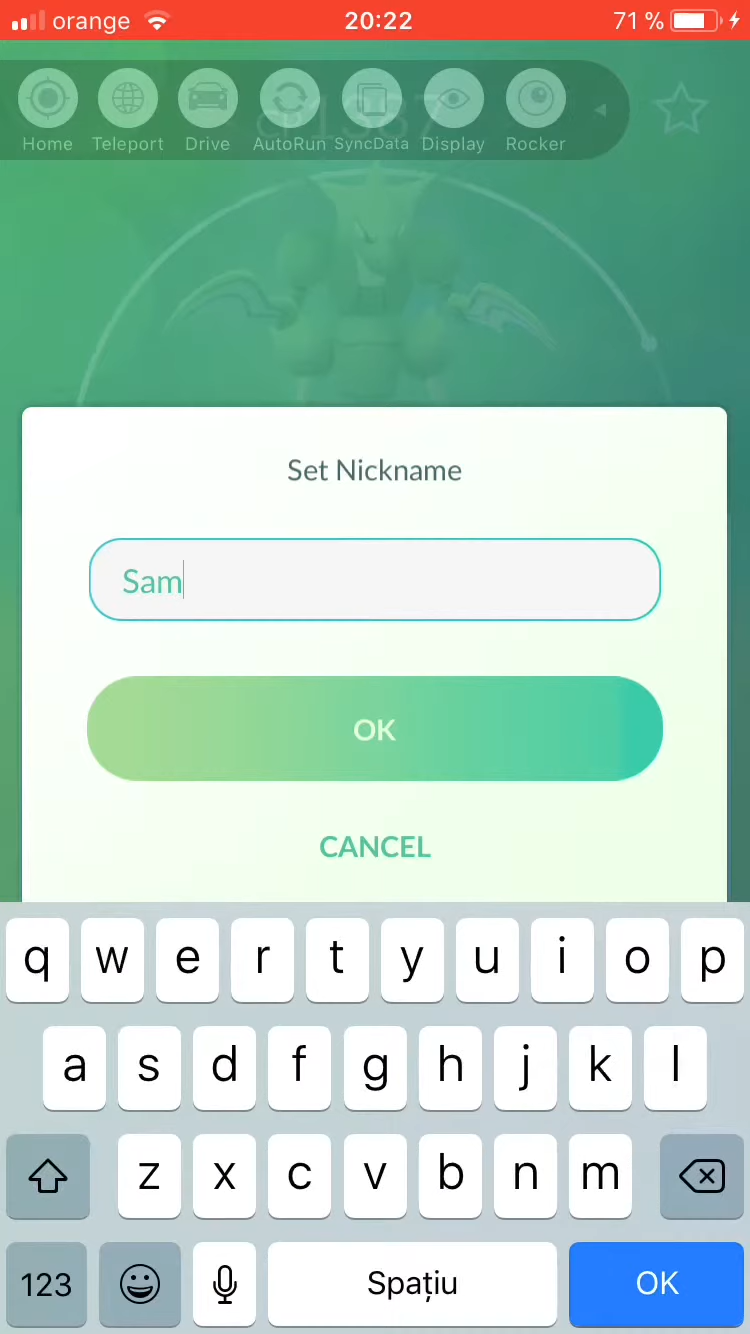 orange 20:22 71 %
CP1387
Home Teleport Drive AutoRun SyncData Display Rocker
Set Nickname
Sam
OK
CANCEL
q w e r t y u i o p
a s d f g h j k l
z x c v b n m
123 Spațiu OK